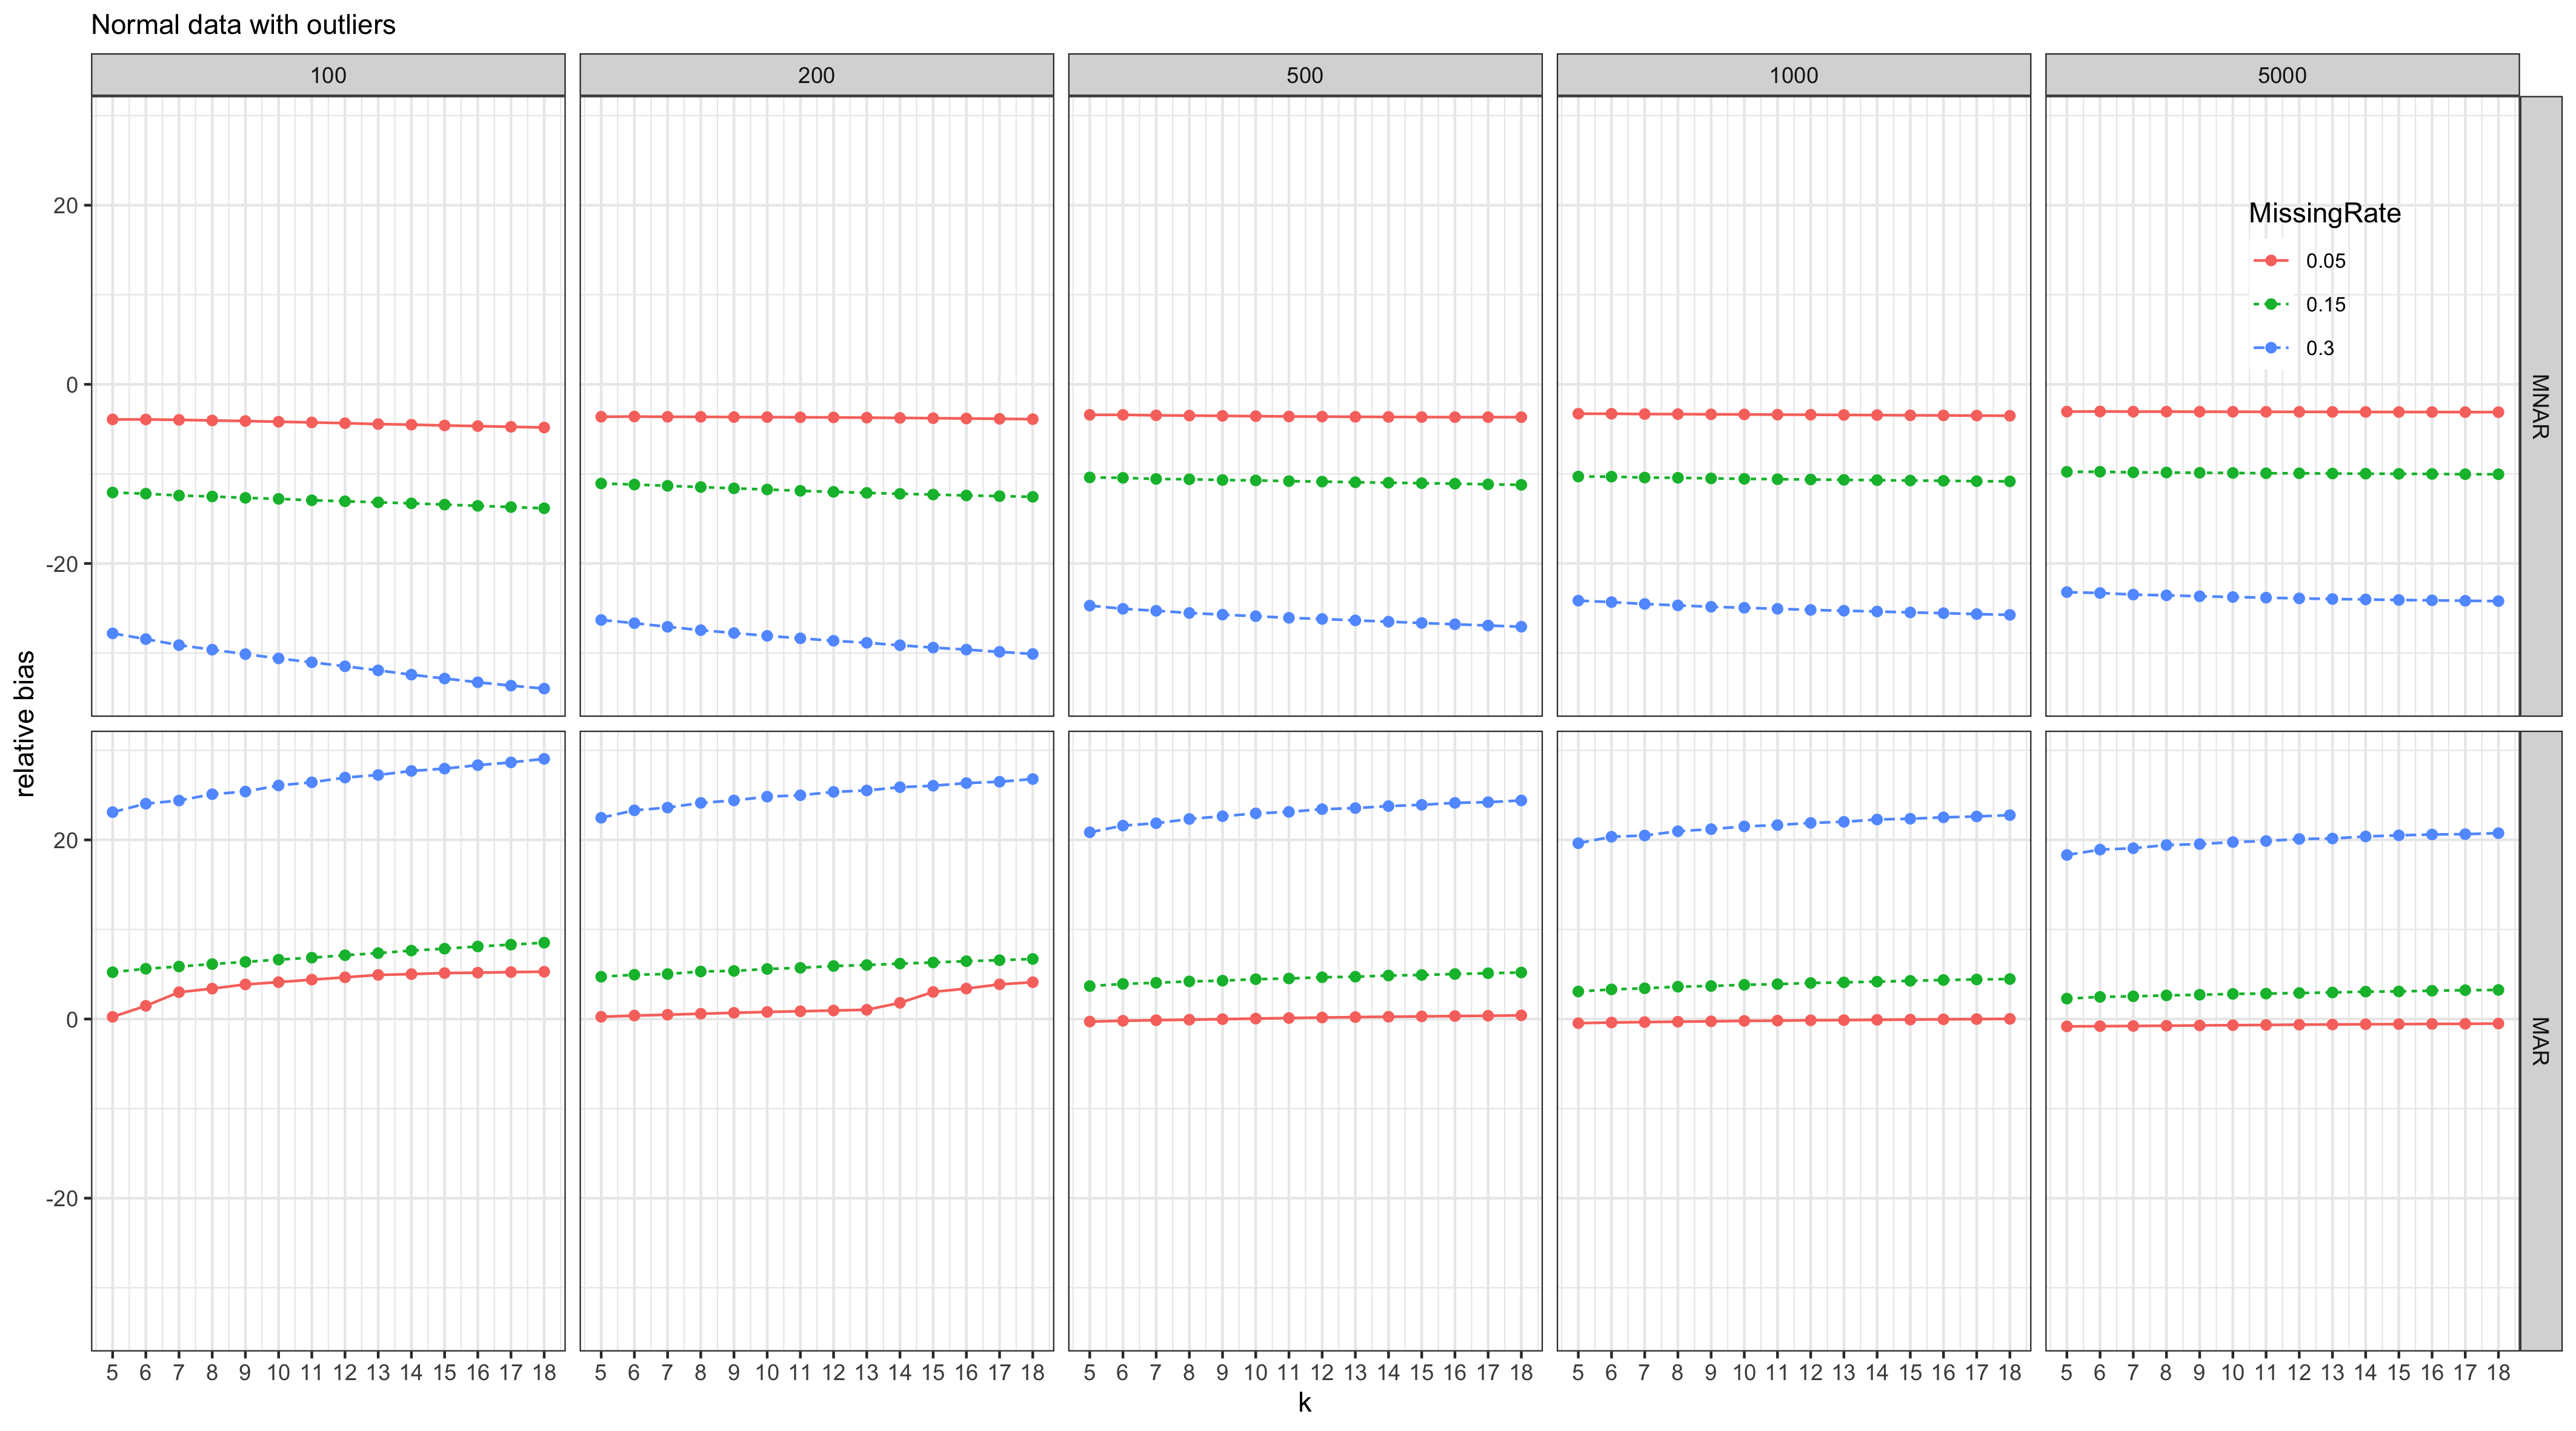 Normal data with outliers
100 200 500 1000 5000
20
0
-20
MNAR
MissingRate
0.05
0.15
0.3
relative bias
20
0
-20
MAR
5 6 7 8 9 10 11 12 13 14 15 16 17 18 5 6 7 8 9 10 11 12 13 14 15 16 17 18 5 6 7 8 9 10 11 12 13 14 15 16 17 18 5 6 7 8 9 10 11 12 13 14 15 16 17 18 5 6 7 8 9 10 11 12 13 14 15 16 17 18
k